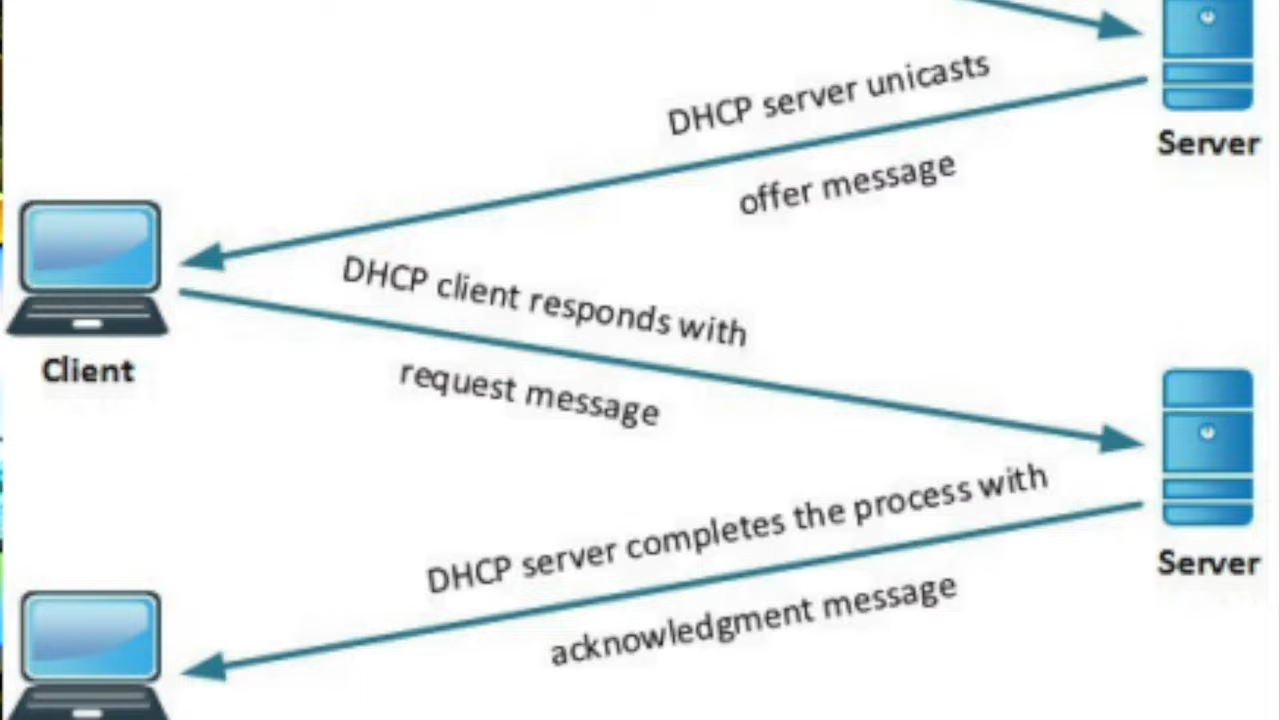 DHCP server unicasts
offer message
Server
DHCP client responds with
request message
Client
DHCP server completes the process with
acknowledgment message
Server